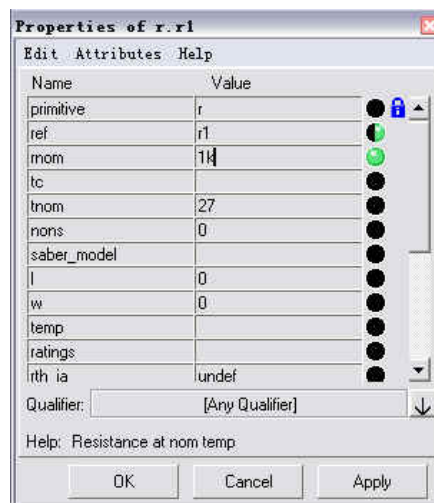 Properties of r.r1
Edit Attributes Help
Name Value
primitive r
ref r1
rnom 1k
tc
tnom 27
nons 0
saber_model
l 0
w 0
temp
ratings
rth_ia undef
Qualifier: [Any Qualifier]
Help: Resistance at nom temp
OK Cancel Apply